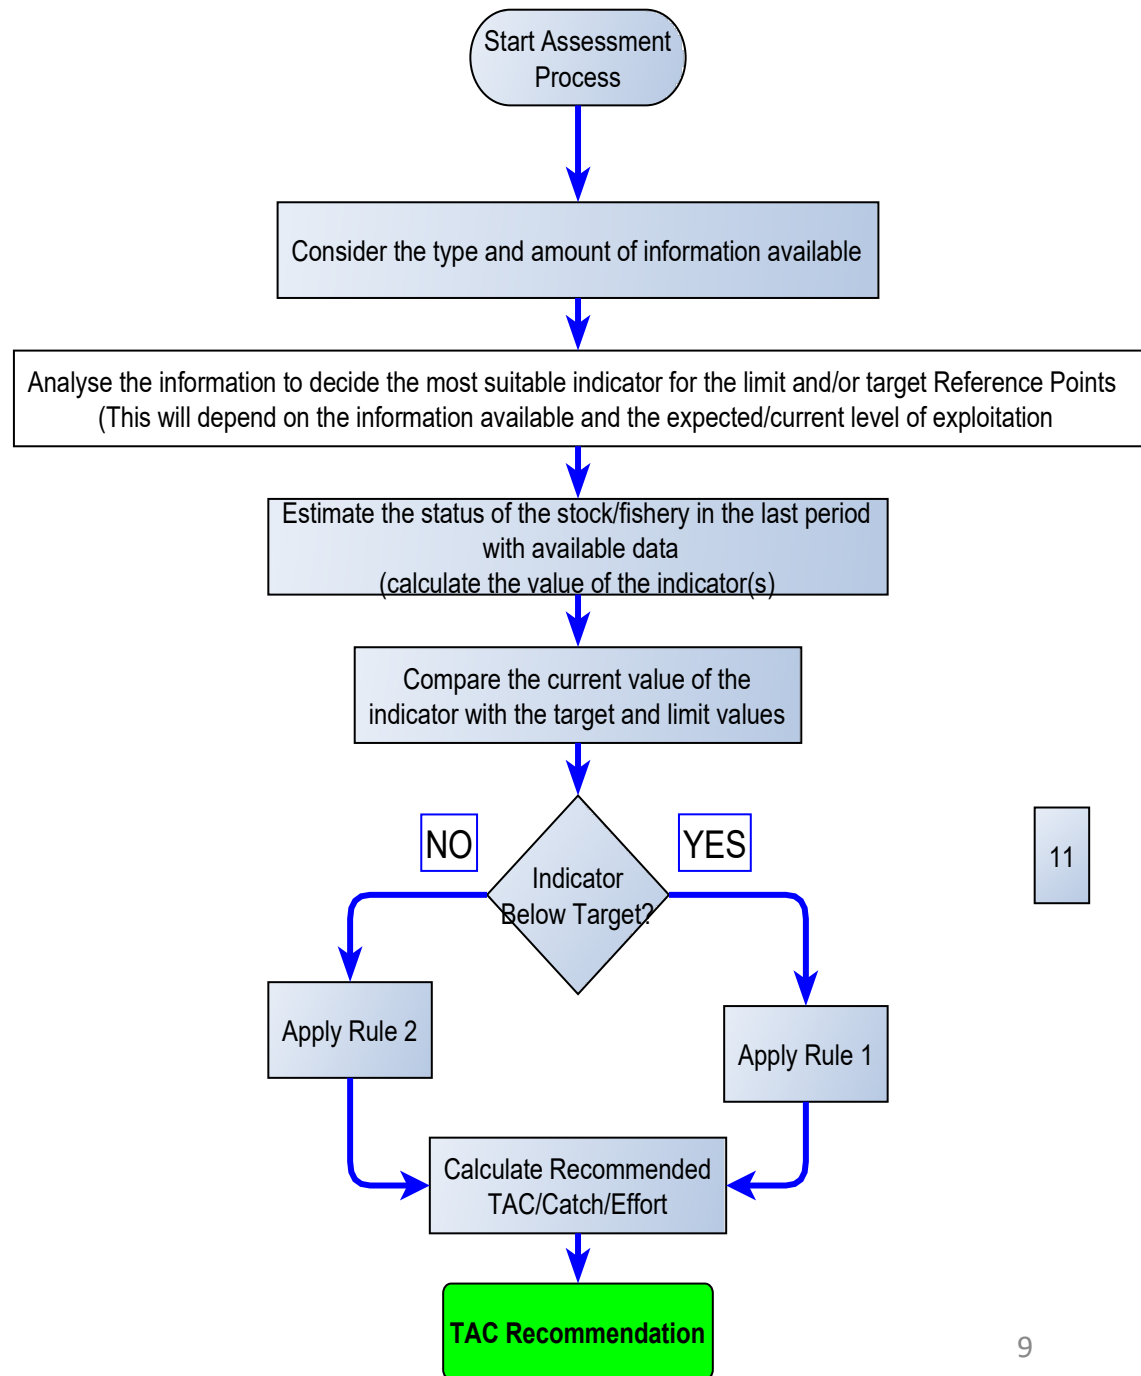 Start Assessment
Process
Consider the type and amount of information available
Analyse the information to decide the most suitable indicator for the limit and/or target Reference Points
(This will depend on the information available and the expected/current level of exploitation
Estimate the status of the stock/fishery in the last period
with available data
(calculate the value of the indicator(s)
Compare the current value of the
indicator with the target and limit values
NO
YES
Indicator
Below Target?
11
Apply Rule 2
Apply Rule 1
Calculate Recommended
TAC/Catch/Effort
TAC Recommendation
9